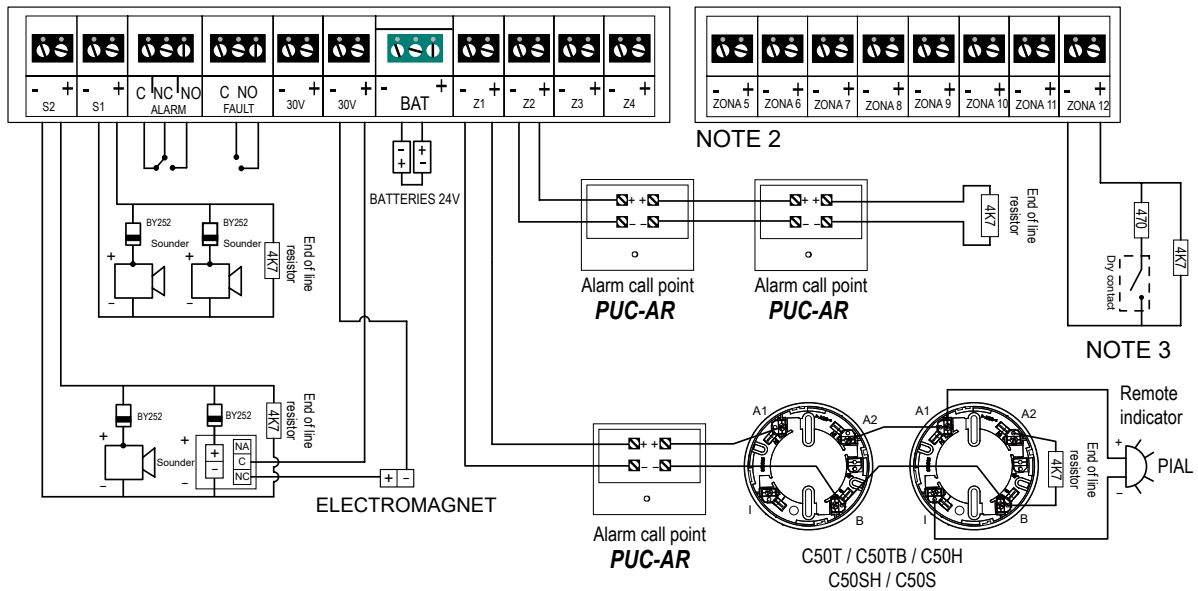 - + - + C NC NO C NO - + - + - + - + - + - + - +
S2 S1 ALARM FAULT 30V 30V BAT Z1 Z2 Z3 Z4
- + - + - + - + - + - + - + - +
ZONA 5 ZONA 6 ZONA 7 ZONA 8 ZONA 9 ZONA 10 ZONA 11 ZONA 12
NOTE 2
- +
+ -
BATTERIES 24V
BY252
Sounder
+
-
BY252
Sounder
+
-
4K7
End of line
resistor
+ +
- -
Alarm call point
PUC-AR
+ +
- -
Alarm call point
PUC-AR
4K7
End of line
resistor
470
Dry contact
4K7
NOTE 3
BY252
Sounder
+
-
BY252
+
-
+
-
NA
C
NC
4K7
End of line
resistor
+ -
ELECTROMAGNET
+ +
- -
Alarm call point
PUC-AR
A1
A2
I
B
A1
A2
I
B
4K7
End of line
resistor
Remote
indicator
+
-
PIAL
C50T / C50TB / C50H
C50SH / C50S